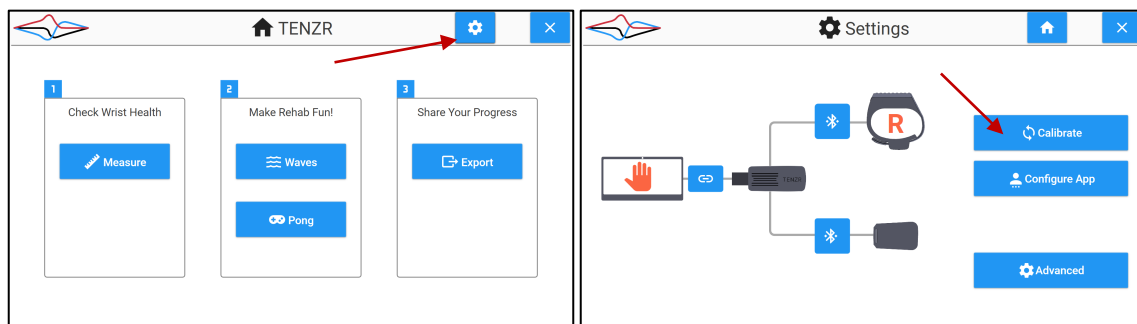 TENZR
1
2
3
Check Wrist Health
Make Rehab Fun!
Share Your Progress
Measure
Waves
Export
Pong
Settings
R
TENZR
Calibrate
Configure App
Advanced